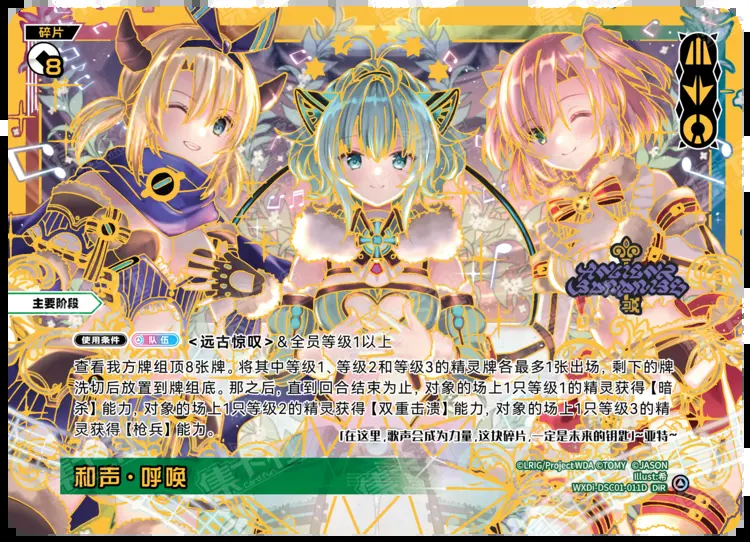 碎片
8
主要阶段
使用条件 队伍 <远古惊叹>&全员等级1以上
查看我方牌组顶8张牌。将其中等级1、等级2和等级3的精灵牌各最多1张出场,剩下的牌
洗切后放置到牌组底。那之后,直到回合结束为止,对象的场上1只等级1的精灵获得【暗
杀】能力,对象的场上1只等级2的精灵获得【双重击溃】能力,对象的场上1只等级3的精
灵获得【枪兵】能力。
「在这里,歌声会成为力量,这块碎片,一定是未来的钥匙」~亚特~
和声·呼唤
©LRIG/Project WDA ©TOMY ©JASON
Illust.希
WXDi-DSC01-011D DiR